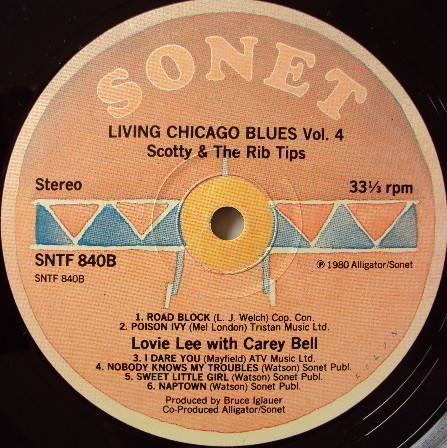 SONET
LIVING CHICAGO BLUES Vol. 4
Scotty & The Rib Tips
Stereo
33⅓ rpm
SNTF 840B
SNTF 840B
℗ 1980 Alligator/Sonet
1. ROAD BLOCK (L. J. Welch) Cop. Con.
2. POISON IVY (Mel London) Tristan Music Ltd.
Lovie Lee with Carey Bell
3. I DARE YOU (Mayfield) ATV Music Ltd.
4. NOBODY KNOWS MY TROUBLES (Watson) Sonet Publ.
5. SWEET LITTLE GIRL (Watson) Sonet Publ.
6. NAPTOWN (Watson) Sonet Publ.
Produced by Bruce Iglauer
Co-Produced Alligator/Sonet